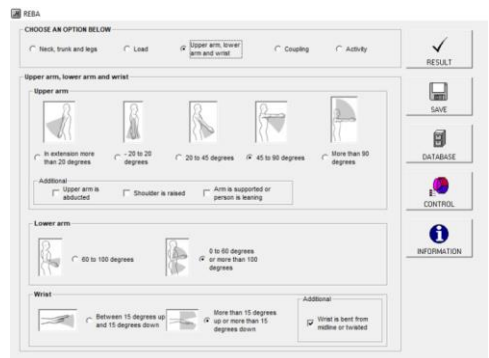 REBA
CHOOSE AN OPTION BELOW
Neck, trunk and legs
Load
Upper arm, lower
arm and wrist
Coupling
Activity
RESULT
SAVE
DATABASE
CONTROL
INFORMATION
Upper arm, lower arm and wrist
Upper arm
In extension more
than 20 degrees
- 20 to 20
degrees
20 to 45 degrees
45 to 90 degrees
More than 90
degrees
Additional
Upper arm is
abducted
Shoulder is raised
Arm is supported or
person is leaning
Lower arm
60 to 100 degrees
0 to 60 degrees
or more than 100
degrees
Wrist
Between 15 degrees up
and 15 degrees down
More than 15 degrees
up or more than 15
degrees down
Additional
Wrist is bent from
midline or twisted